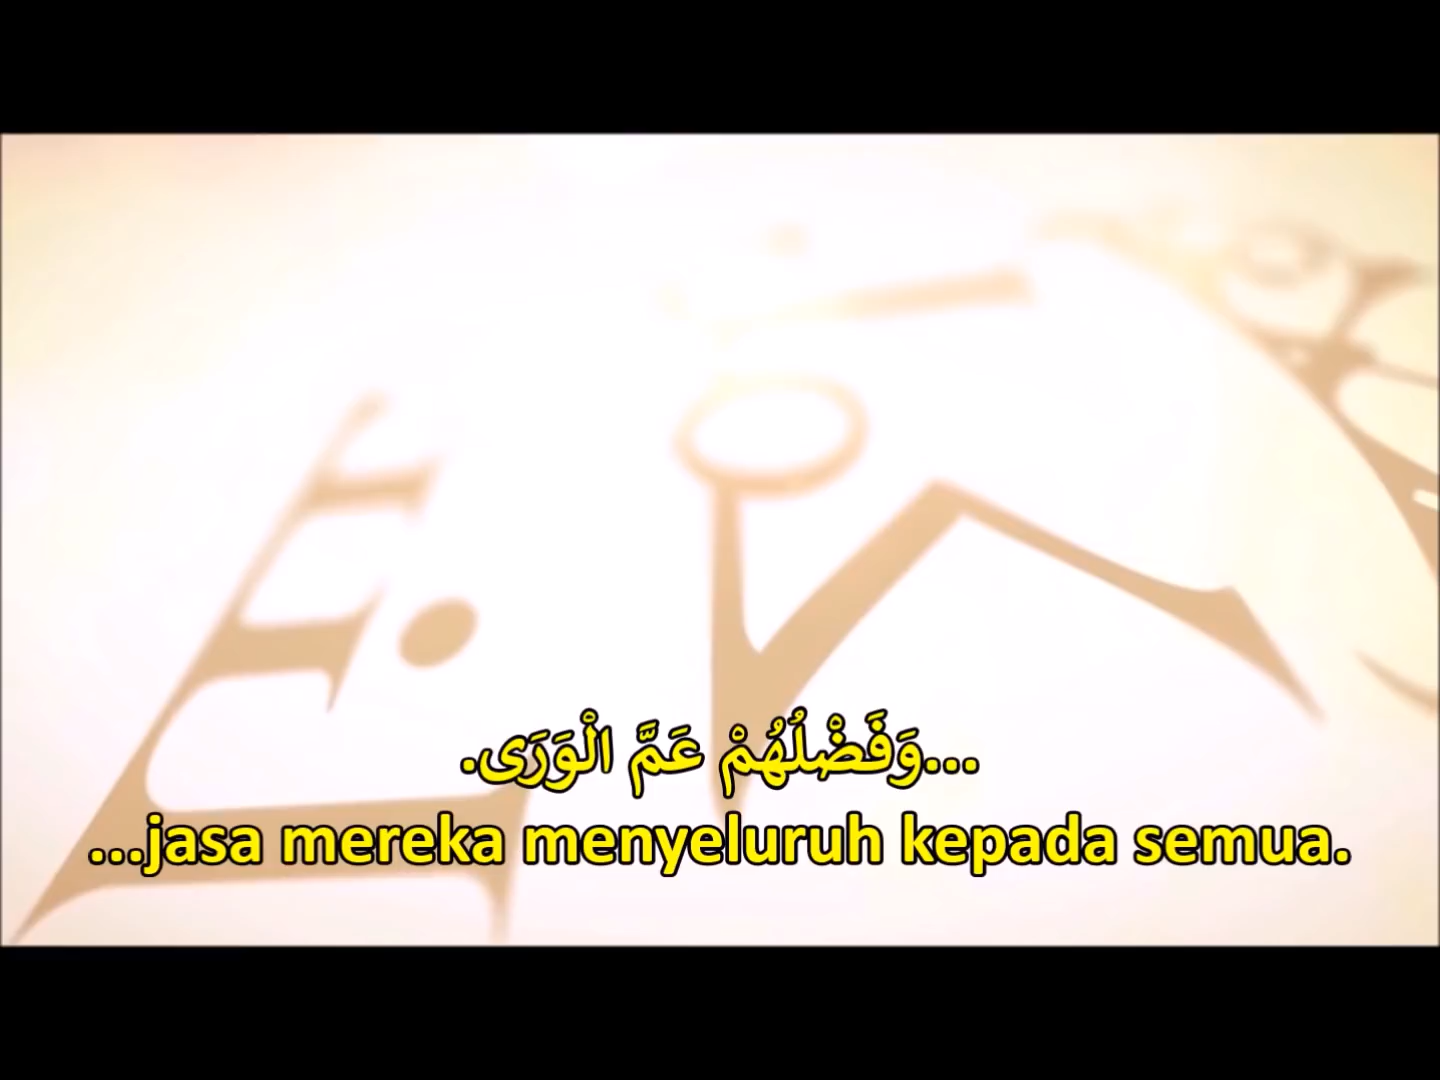 ...وَفَضْلُهُمْ عَمَّ الْوَرَى.
...jasa mereka menyeluruh kepada semua.